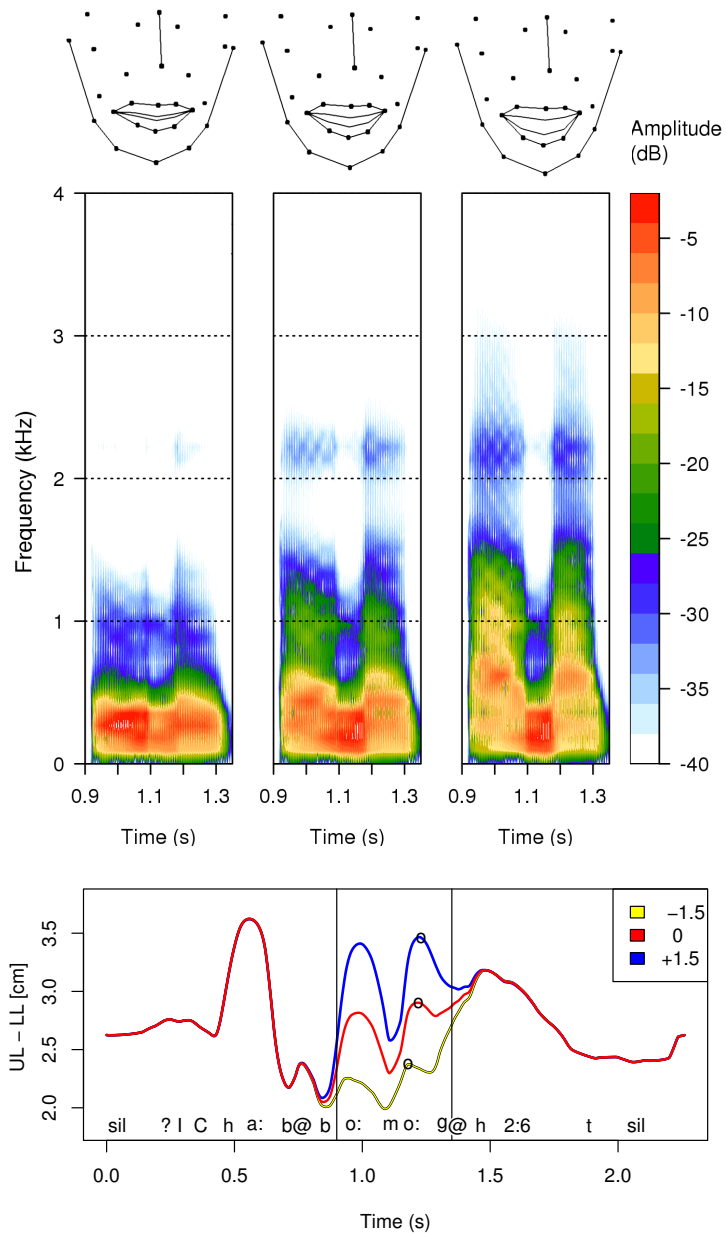 Amplitude
(dB)
4
3
2
1
0
Frequency (kHz)
-5
-10
-15
-20
-25
-30
-35
-40
0.9 1.1 1.3
0.9 1.1 1.3
0.9 1.1 1.3
Time (s)
Time (s)
Time (s)
UL − LL [cm]
3.5
3.0
2.5
2.0
−1.5
0
+1.5
sil ? I C h a: b@ b o: m o: g@ h 2:6 t sil
0.0 0.5 1.0 1.5 2.0
Time (s)